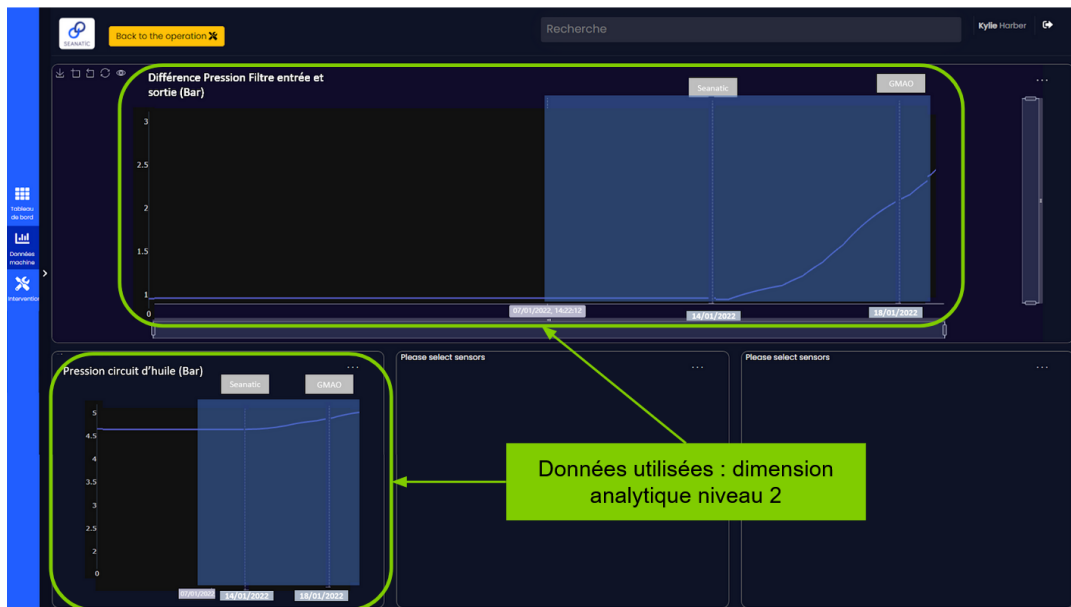 SEANATIC
Back to the operation
Recherche
Kylie Harber
Différence Pression Filtre entrée et
sortie (Bar)
Seanatic
GMAO
3
2.5
2
1.5
1
0
07/01/2022, 14:22:12
14/01/2022
18/01/2022
Tableau
de bord
Données
machine
Intervention
Pression circuit d'huile (Bar)
Seanatic
GMAO
5
4.5
4
3.5
3
2.5
2
0
07/01/2022
14/01/2022
18/01/2022
Please select sensors
Please select sensors
Données utilisées : dimension
analytique niveau 2